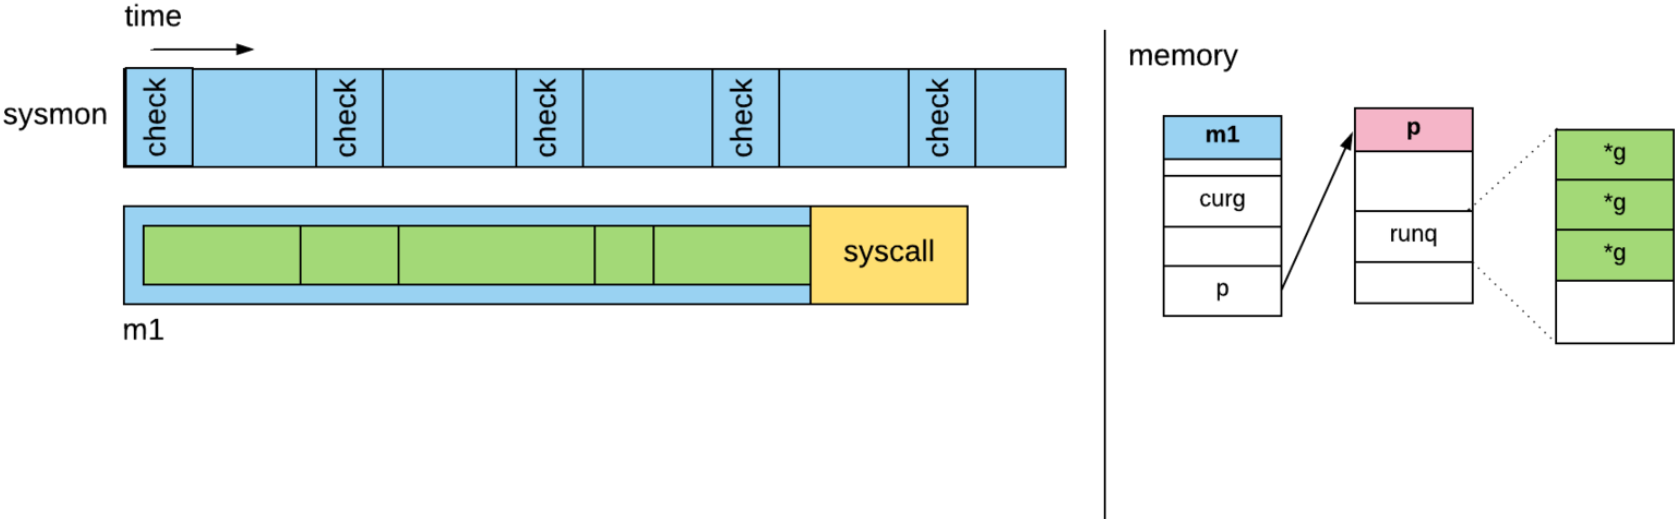 time
sysmon
check
check
check
check
check
syscall
m1
memory
m1
curg
p
p
runq
*g
*g
*g